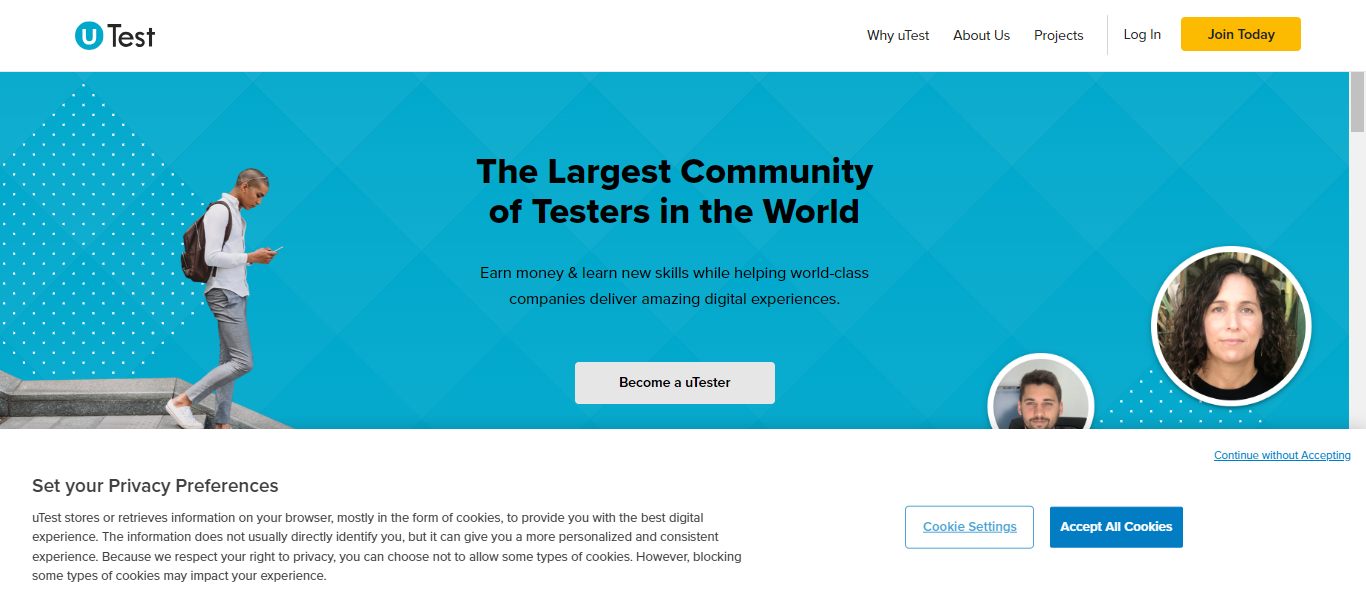 uTest
Why uTest
About Us
Projects
Log In
Join Today
The Largest Community
of Testers in the World
Earn money & learn new skills while helping world-class
companies deliver amazing digital experiences.
Become a uTester
Continue without Accepting
Set your Privacy Preferences
uTest stores or retrieves information on your browser, mostly in the form of cookies, to provide you with the best digital
experience. The information does not usually directly identify you, but it can give you a more personalized and consistent
experience. Because we respect your right to privacy, you can choose not to allow some types of cookies. However, blocking
some types of cookies may impact your experience.
Cookie Settings
Accept All Cookies